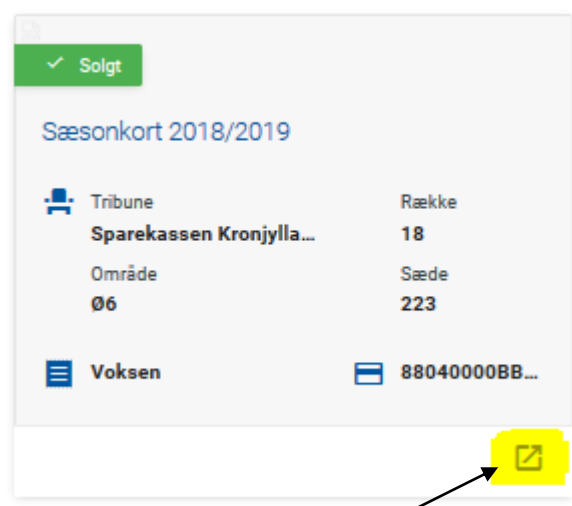 Solgt
Sæsonkort 2018/2019
Tribune Række
Sparekassen Kronjylla... 18
Område Sæde
Ø6 223
Voksen 88040000BB...